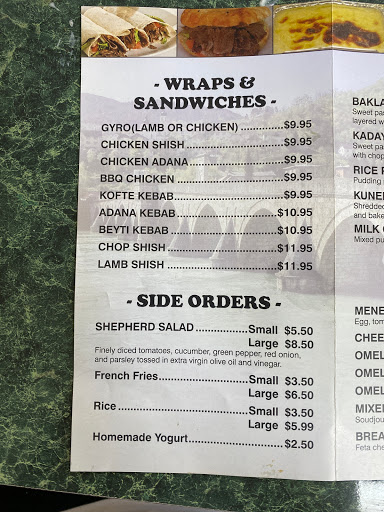 - WRAPS &
SANDWICHES -
GYRO(LAMB OR CHICKEN) ..............$9.95
CHICKEN SHISH..............................$9.95
CHICKEN ADANA............................$9.95
BBQ CHICKEN ................................$9.95
KOFTE KEBAB................................$9.95
ADANA KEBAB.............................$10.95
BEYTI KEBAB ...............................$10.95
CHOP SHISH ................................$11.95
LAMB SHISH ................................$11.95
- SIDE ORDERS -
SHEPHERD SALAD ..............Small $5.50
Large $8.50
Finely diced tomatoes, cucumber, green pepper, red onion,
and parsley tossed in extra virgin olive oil and vinegar.
French Fries.........................Small $3.50
Large $6.50
Rice ....................................Small $3.50
Large $5.99
Homemade Yogurt..........................$2.50
BAKLA
Sweet pas
layered w
KADAY
Sweet pas
with chop
RICE P
Pudding
KUNE
Shredded
and bake
MILK
Mixed pu
MENE
Egg, tom
CHEE
OMEL
OMEL
OMEL
MIXE
Soudjou
BREA
Feta che